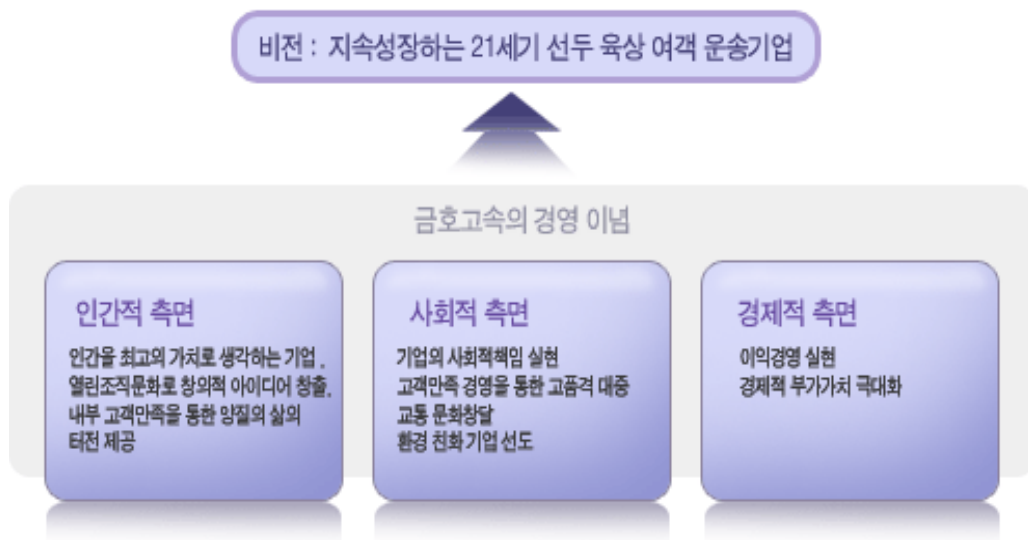 비전 : 지속성장하는 21세기 선두 육상 여객 운송기업
금호고속의 경영 이념
인간적 측면
인간을 최고의 가치로 생각하는 기업 .
열린조직문화로 창의적 아이디어 창출.
내부 고객만족을 통한 양질의 삶의
터전 제공
사회적 측면
기업의 사회적책임 실현
고객만족 경영을 통한 고품격 대중
교통 문화창달
환경 친화 기업 선도
경제적 측면
이익경영 실현
경제적 부가가치 극대화